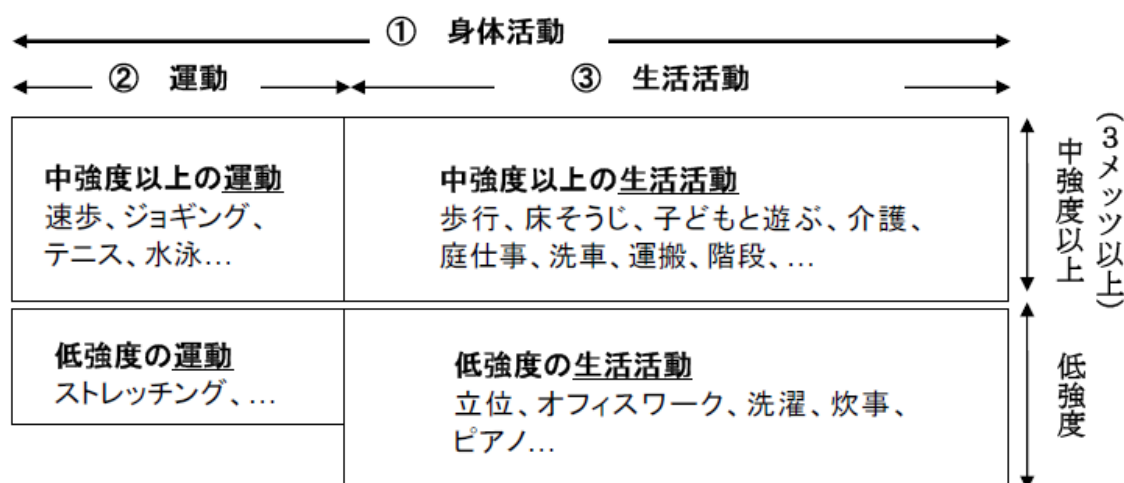 ① 身体活動
② 運動
③ 生活活動
中強度以上の運動
速歩、ジョギング、
テニス、水泳…
中強度以上の生活活動
歩行、床そうじ、子どもと遊ぶ、介護、
庭仕事、洗車、運搬、階段、…
(3メッツ以上)
中強度以上
低強度の運動
ストレッチング、…
低強度の生活活動
立位、オフィスワーク、洗濯、炊事、
ピアノ…
低強度